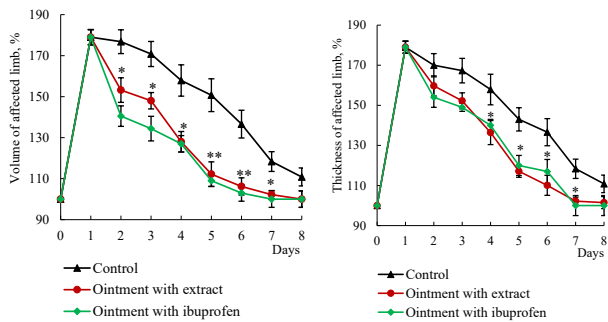 Volume of affected limb, %
190
170
150
130
110
90
* * * ** ** *
0 1 2 3 4 5 6 7 8
Days
Control
Ointment with extract
Ointment with ibuprofen
Thickness of affected limb, %
190
170
150
130
110
90
* * * *
0 1 2 3 4 5 6 7 8
Days
Control
Ointment with extract
Ointment with ibuprofen